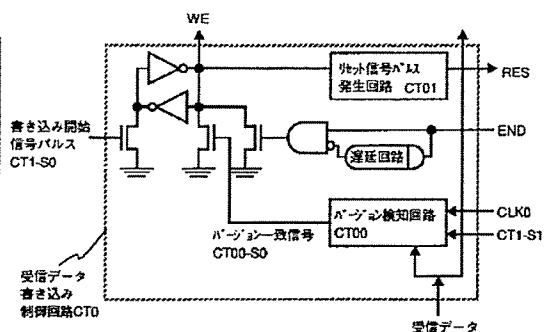 WE
リセット信号パルス
発生回路 CT01
RES
書き込み開始
信号パルス
CT1-S0
END
遅延回路
バージョン検知回路
CT00
CLK0
CT1-S1
バージョン一致信号
CT00-S0
受信データ
書き込み
制御回路CT0
受信データ